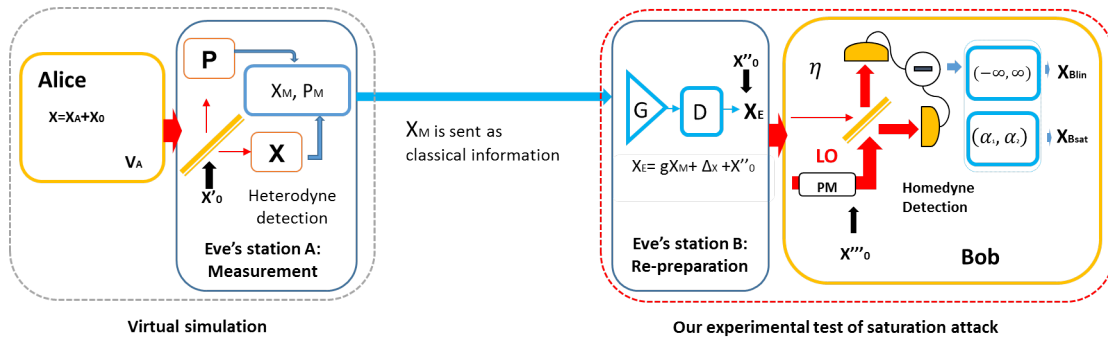 Alice
X=XA+X0
VA
P
XM, PM
X
X'0
Heterodyne
detection
Eve's station A:
Measurement
Virtual simulation
XM is sent as
classical information
G
D
X''0
XE
XE= gXM+ ΔX +X''0
Eve's station B:
Re-preparation
η
LO
PM
X'''0
Homedyne
Detection
(-∞,∞)
XBlin
(α1, α2)
XBsat
Bob
Our experimental test of saturation attack